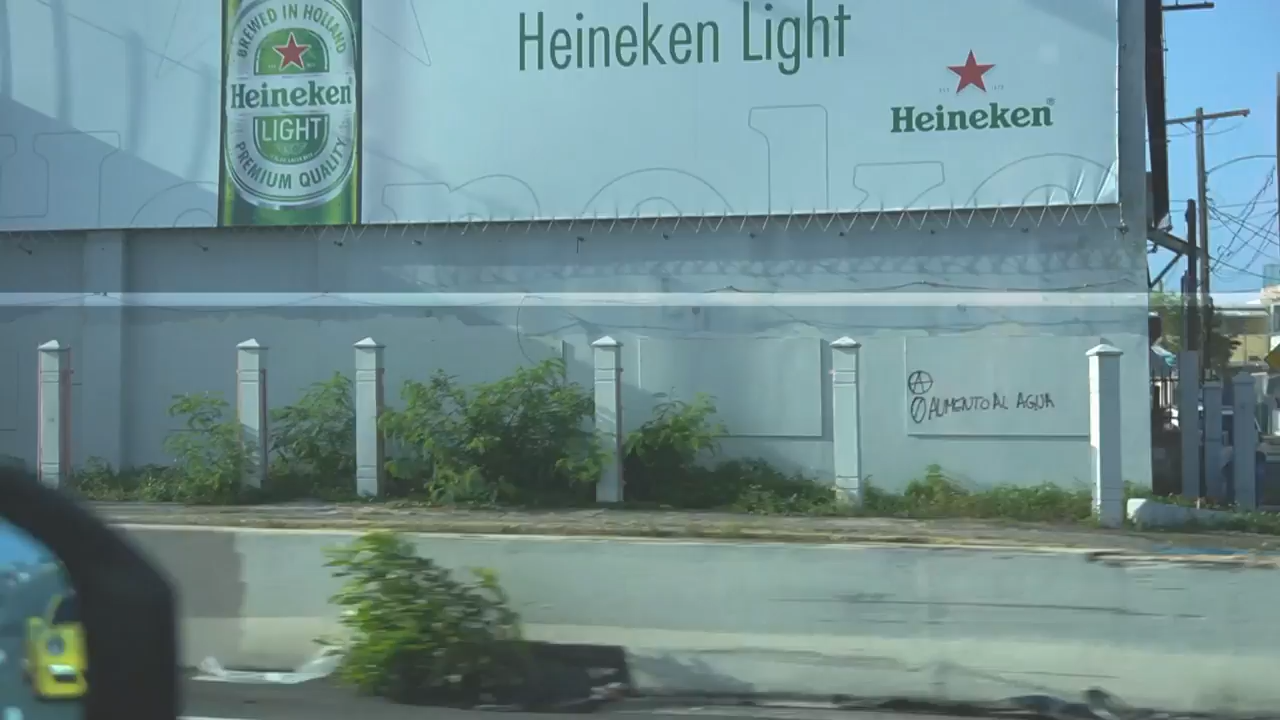 BREWED IN HOLLAND
Heineken®
LIGHT
PREMIUM QUALITY
Heineken Light
Heineken®
A
0 AUMENTO AL AGUA